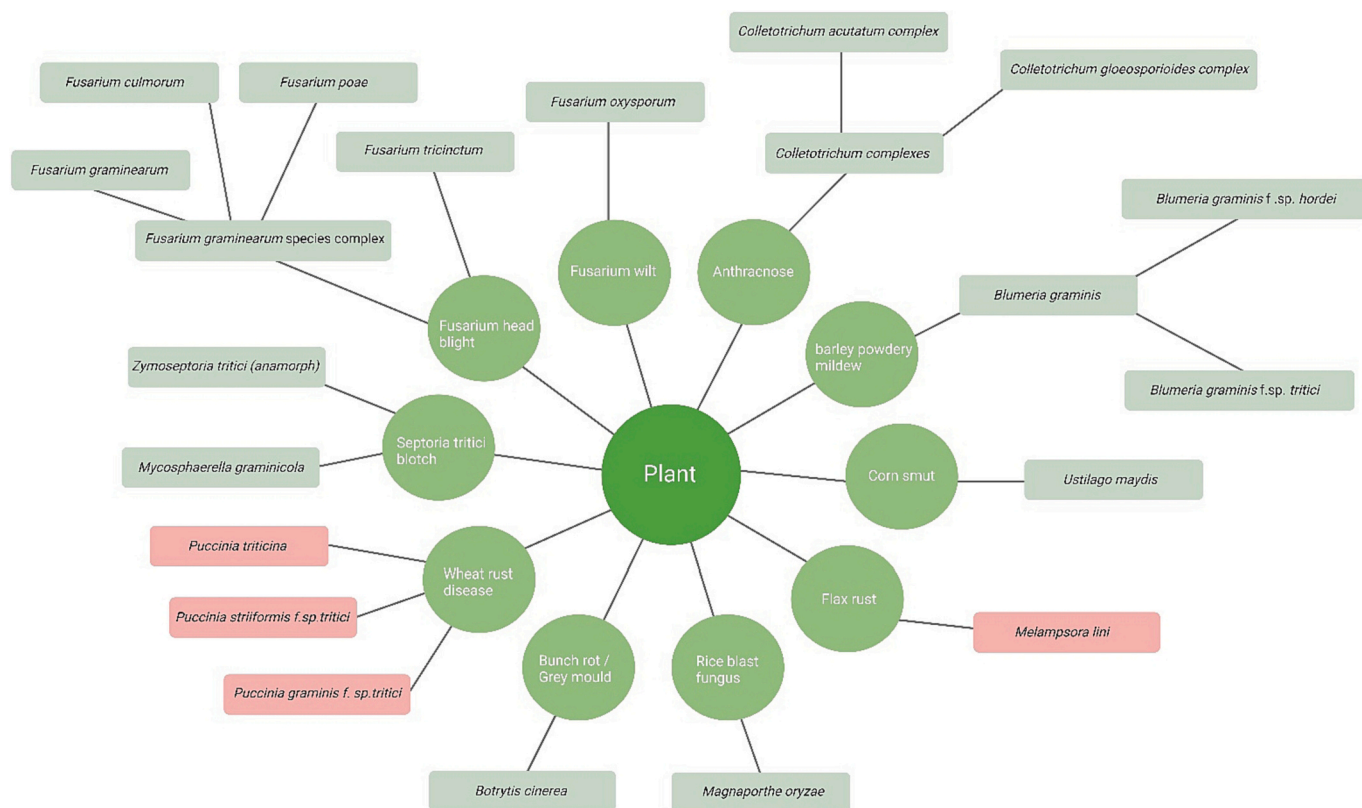 Colletotrichum acutatum complex
Colletotrichum gloeosporioides complex
Fusarium culmorum
Fusarium poae
Fusarium oxysporum
Fusarium tricinctum
Colletotrichum complexes
Fusarium graminearum
Blumeria graminis f .sp. hordei
Fusarium graminearum species complex
Fusarium wilt
Anthracnose
Blumeria graminis
Fusarium head
blight
barley powdery
mildew
Zymoseptoria tritici (anamorph)
Blumeria graminis f.sp. tritici
Septoria tritici
blotch
Mycosphaerella graminicola
Plant
Corn smut
Ustilago maydis
Puccinia triticina
Wheat rust
disease
Flax rust
Puccinia striiformis f.sp.tritici
Melampsora lini
Bunch rot /
Grey mould
Rice blast
fungus
Puccinia graminis f. sp.tritici
Botrytis cinerea
Magnaporthe oryzae